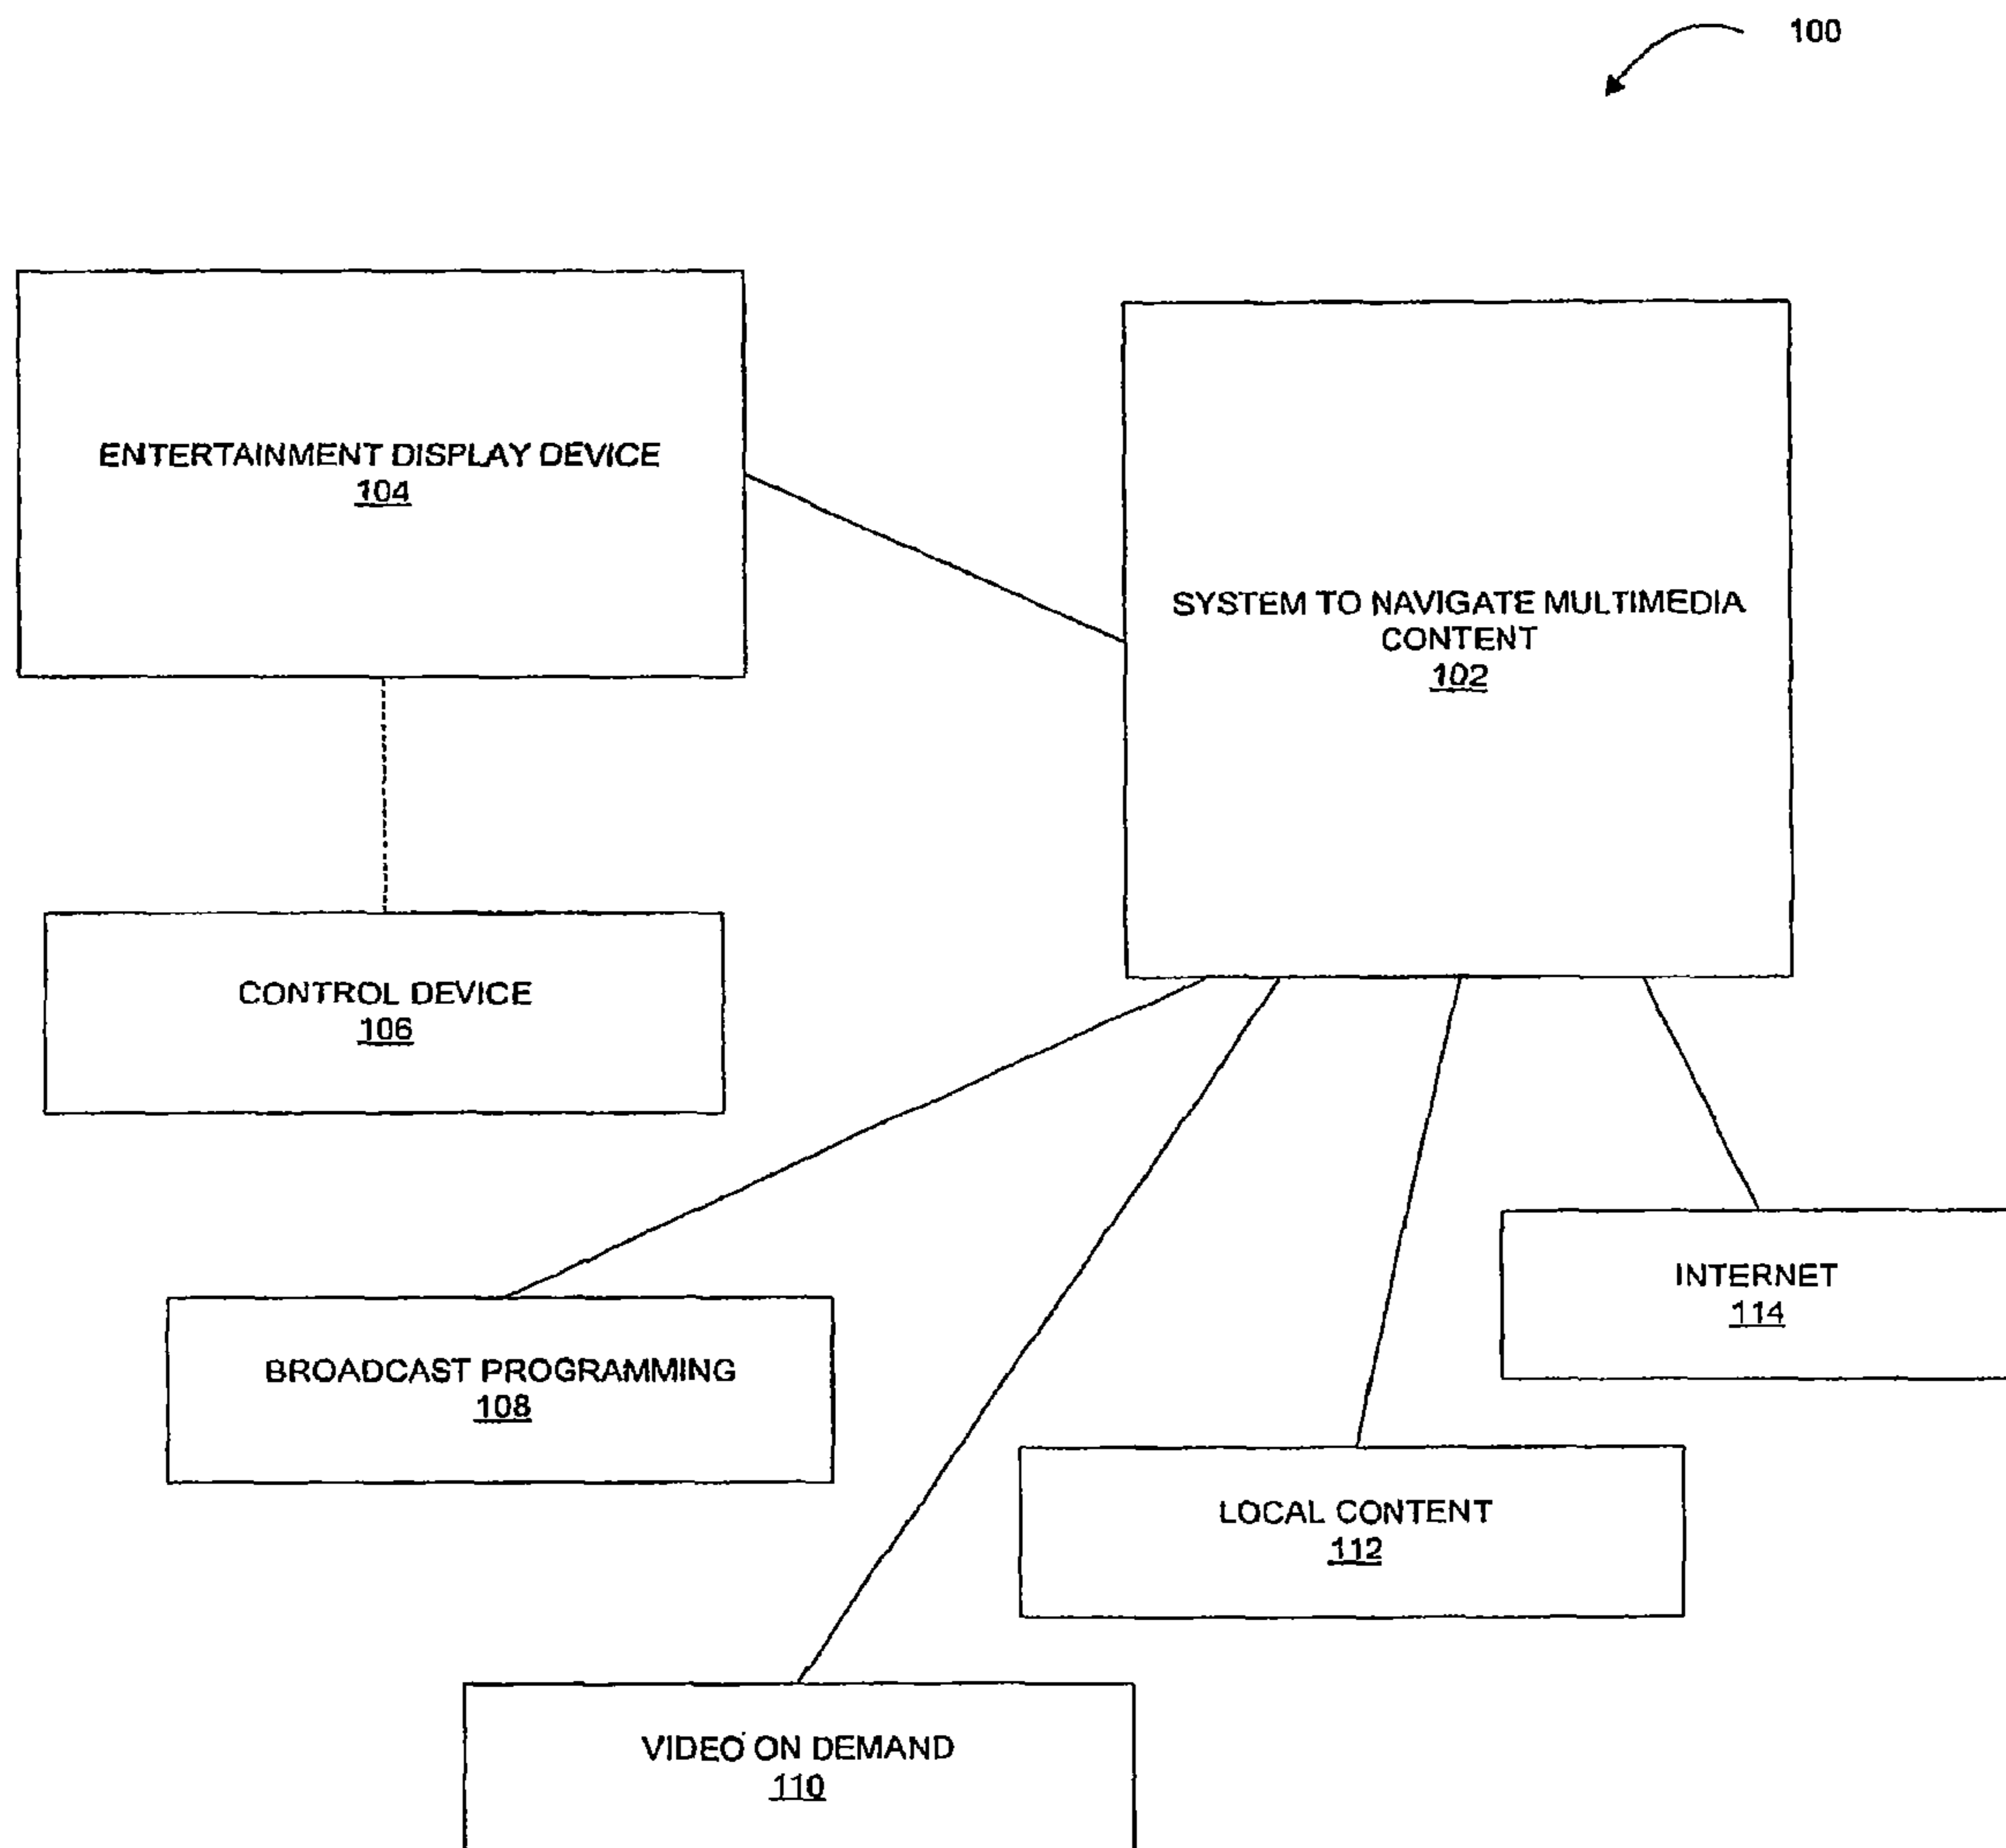 100
ENTERTAINMENT DISPLAY DEVICE
104
SYSTEM TO NAVIGATE MULTIMEDIA
CONTENT
102
CONTROL DEVICE
106
INTERNET
114
BROADCAST PROGRAMMING
108
LOCAL CONTENT
112
VIDEO ON DEMAND
110